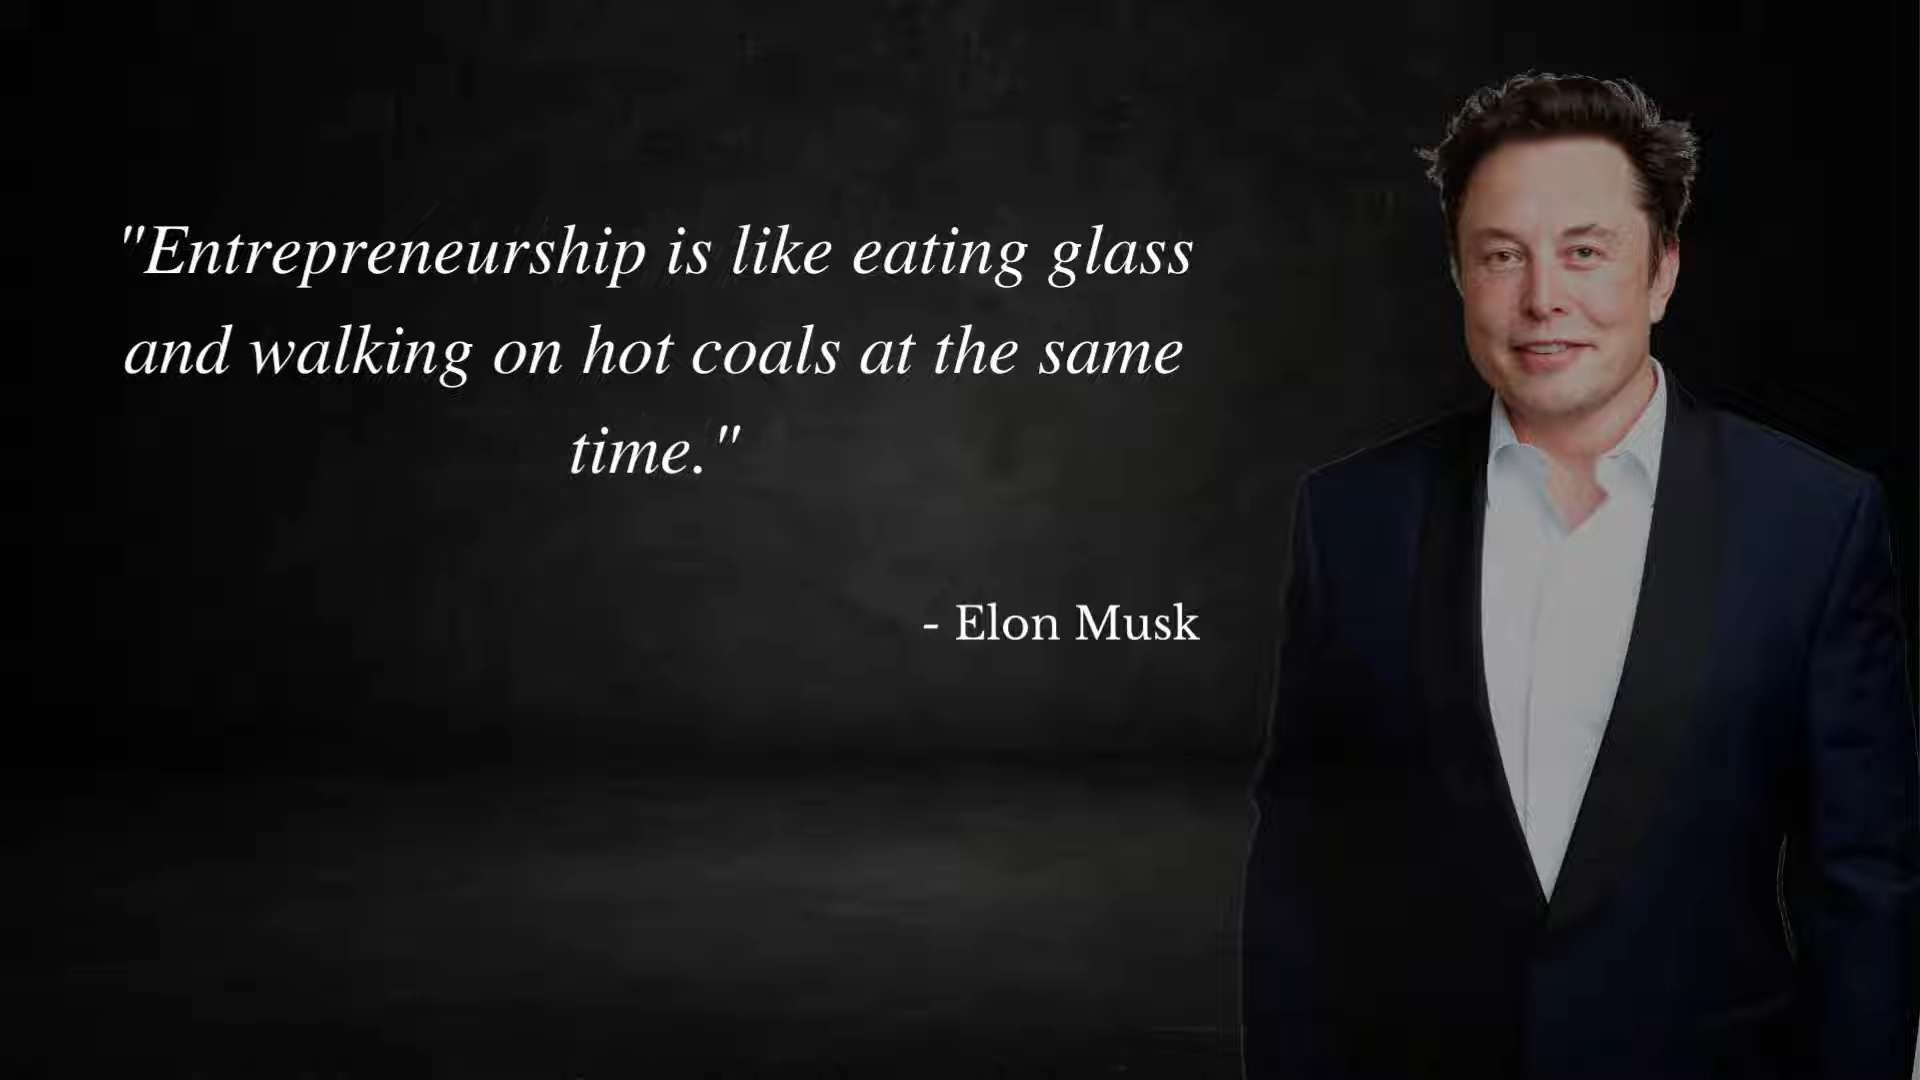 "Entrepreneurship is like eating glass
and walking on hot coals at the same
time."
- Elon Musk